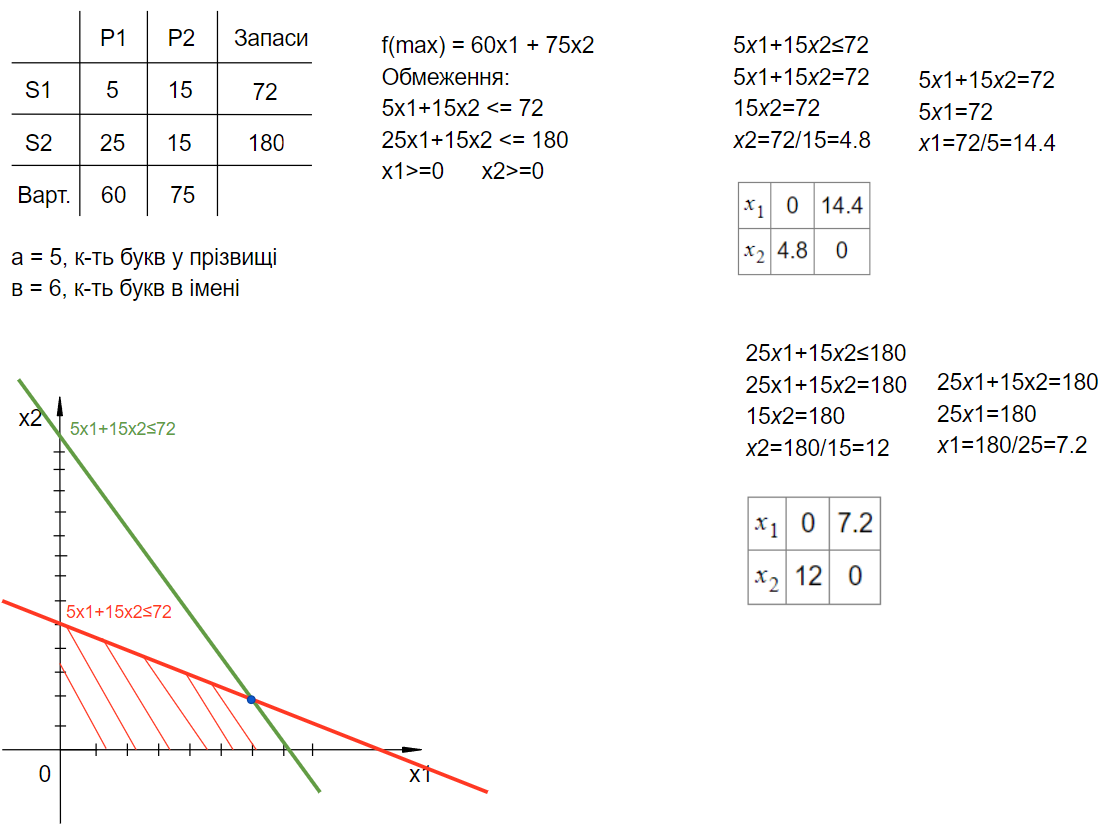 P1 P2 Запаси
S1 5 15 72
S2 25 15 180
Варт. 60 75
a = 5, к-ть букв у прізвищі
в = 6, к-ть букв в імені
f(max) = 60x1 + 75x2
Обмеження:
5x1+15x2 <= 72
25x1+15x2 <= 180
x1>=0 x2>=0
5x1+15x2≤72
5x1+15x2=72
15x2=72
x2=72/15=4.8
5x1+15x2=72
5x1=72
x1=72/5=14.4
x₁ 0 14.4
x₂ 4.8 0
25x1+15x2≤180
25x1+15x2=180
15x2=180
x2=180/15=12
25x1+15x2=180
25x1=180
x1=180/25=7.2
x₁ 0 7.2
x₂ 12 0
x2
5x1+15x2≤72
5x1+15x2≤72
0
x1